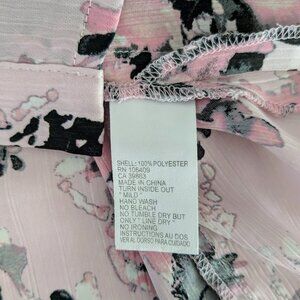 SHELL: 100% POLYESTER
RN 106409
CA 39863
MADE IN CHINA
TURN INSIDE OUT
" MILD "
HAND WASH
NO BLEACH
NO TUMBLE DRY BUT
ONLY " LINE DRY "
NO IRONING
INSTRUCTIONS AU DOS
VER AL DORSO PARA CUIDADO